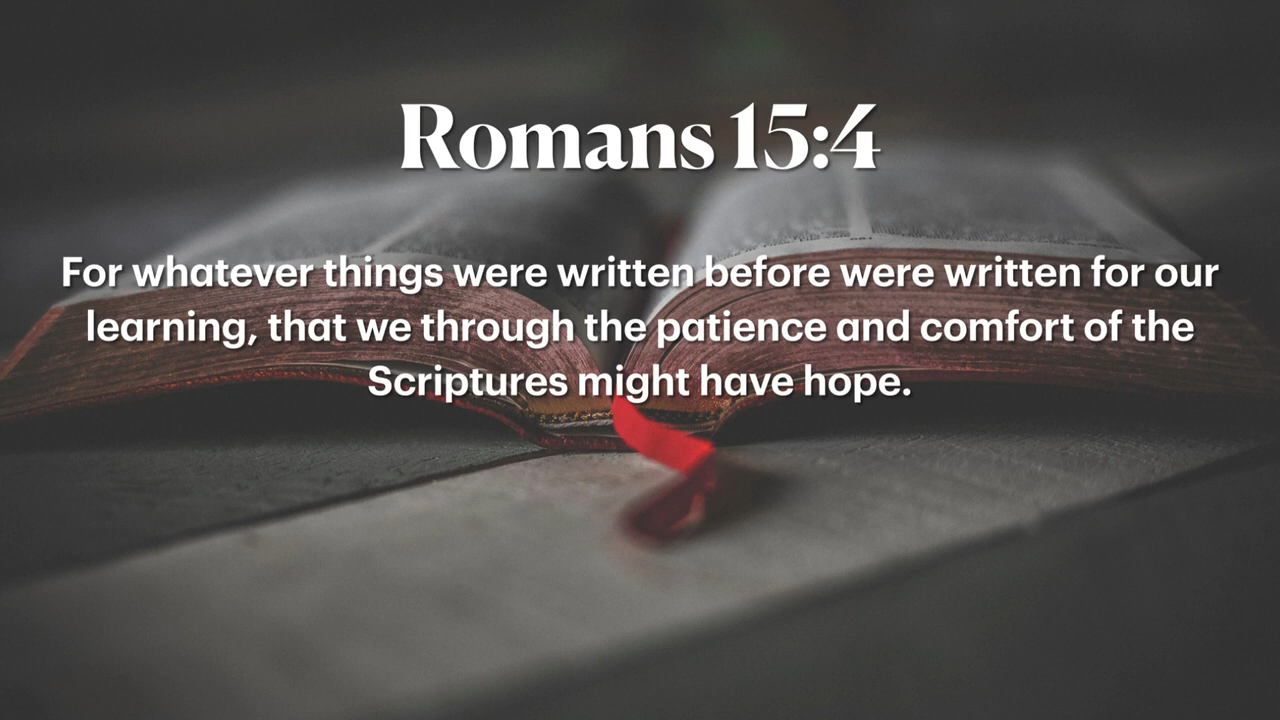 Romans 15:4
For whatever things were written before were written for our
learning, that we through the patience and comfort of the
Scriptures might have hope.